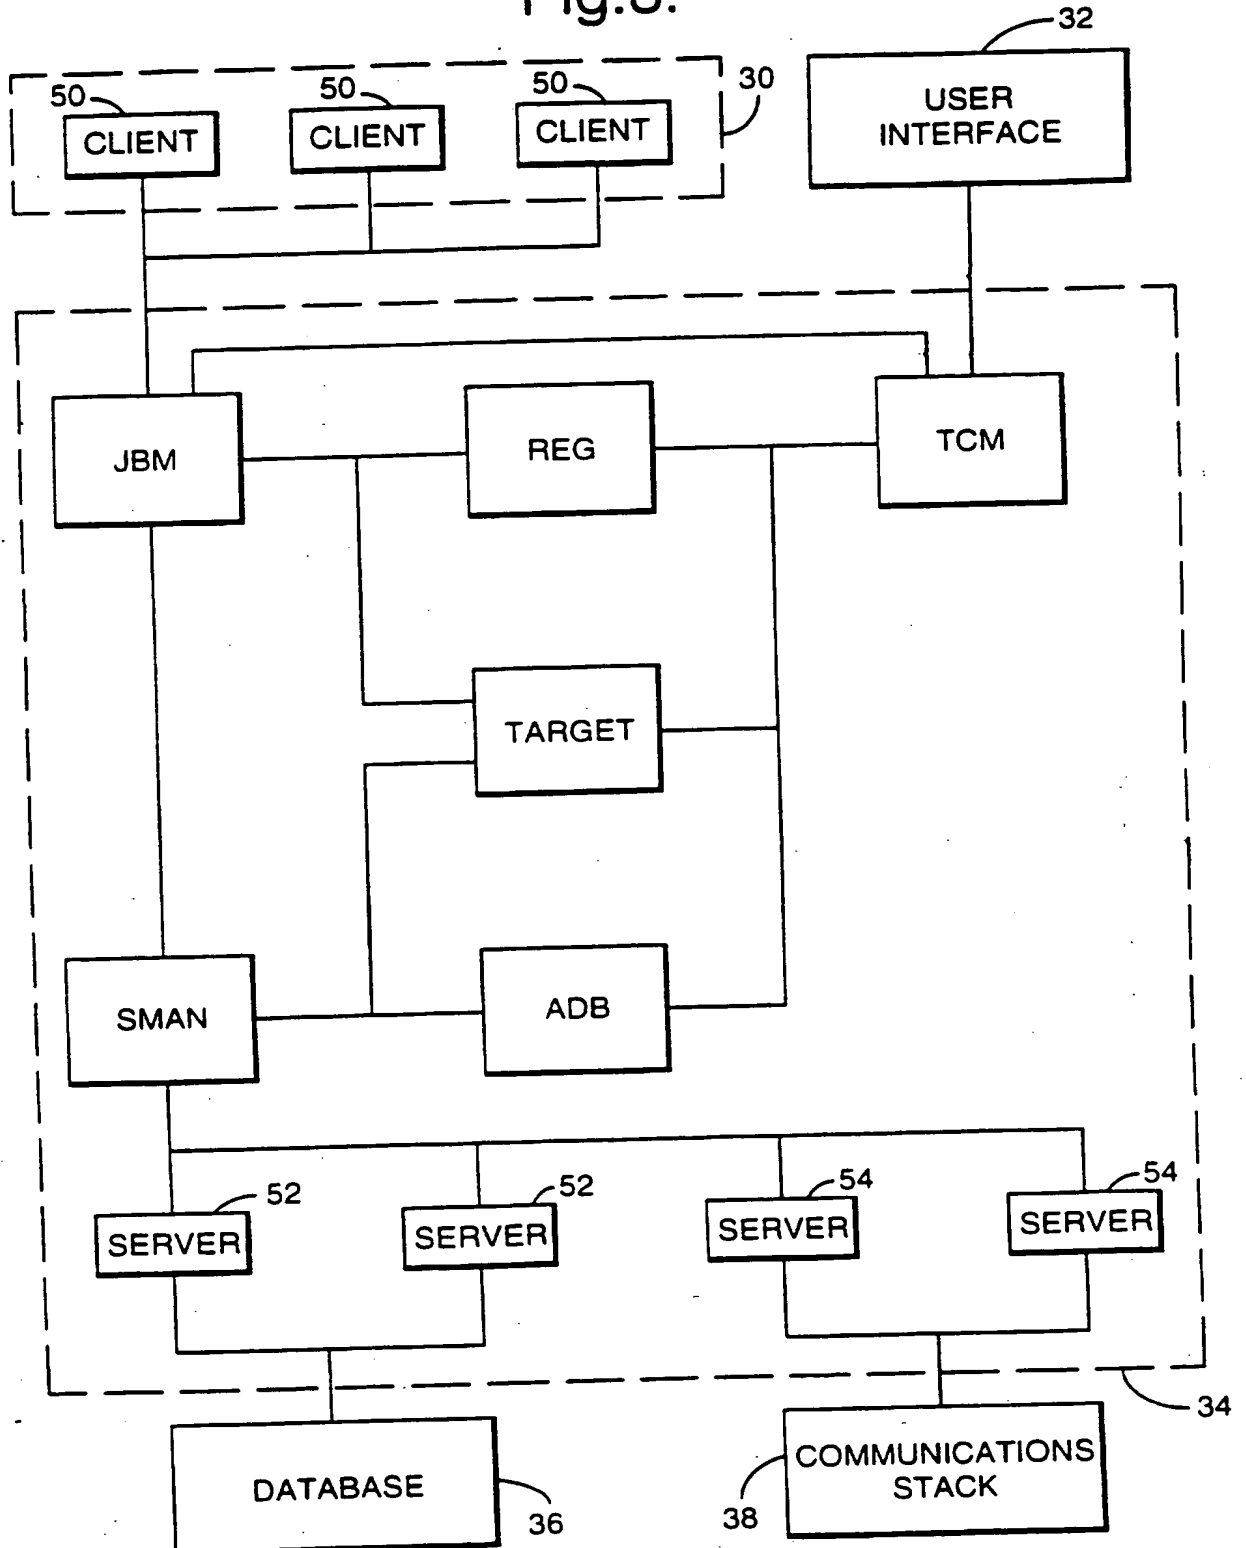 32
50
50
50
30
CLIENT
CLIENT
CLIENT
USER
INTERFACE
JBM
REG
TCM
TARGET
SMAN
ADB
52
52
54
54
SERVER
SERVER
SERVER
SERVER
34
DATABASE
36
COMMUNICATIONS
STACK
38